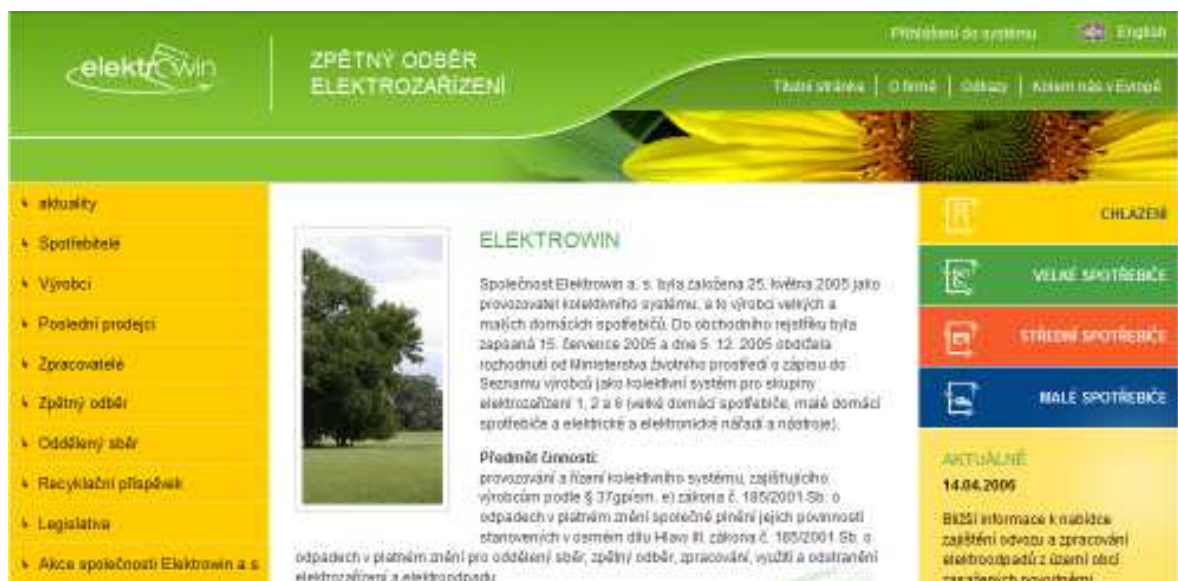 elektrowin
ZPĚTNÝ ODBĚR
ELEKTROZAŘÍZENÍ
Přihlášení do systému
English
Titulní stránka | O firmě | Odkazy | Kolem nás v Evropě
aktuality
Spotřebitelé
Výrobci
Poslední prodejci
Zpracovatelé
Zpětný odběr
Oddělený sběr
Recyklační příspěvek
Legislativa
Akce společnosti Elektrowin a.s.
ELEKTROWIN
Společnost Elektrowin a. s. byla založena 25. května 2005 jako
provozovatel kolektivního systému, a to výrobci velkých a
malých domácích spotřebičů. Do obchodního rejstříku byla
zapsaná 15. července 2005 a dne 5. 12. 2005 obdržela
rozhodnutí od Ministerstva životního prostředí o zápisu do
Seznamu výrobců jako kolektivní systém pro skupiny
elektrozařízení 1, 2 a 6 (velké domácí spotřebiče, malé domácí
spotřebiče a elektrické a elektronické nářadí a nástroje).
Předmět činnosti:
provozování a řízení kolektivního systému, zajišťujícího
výrobcům podle § 37g písm. e) zákona č. 185/2001 Sb. o
odpadech v platném znění společné plnění jejich povinností
stanovených v osmém dílu Hlavy III. zákona č. 185/2001 Sb. o
odpadech v platném znění pro oddělený sběr, zpětný odběr, zpracování, využití a odstranění
elektrozařízení a elektroodpadu.
CHLAZENÍ
VELKÉ SPOTŘEBIČE
STŘEDNÍ SPOTŘEBIČE
MALÉ SPOTŘEBIČE
AKTUÁLNĚ
14.04.2006
Bližší informace k nabídce
zajištění odvozu a zpracování
elektroodpadů z území obcí
zasažených povodněmi